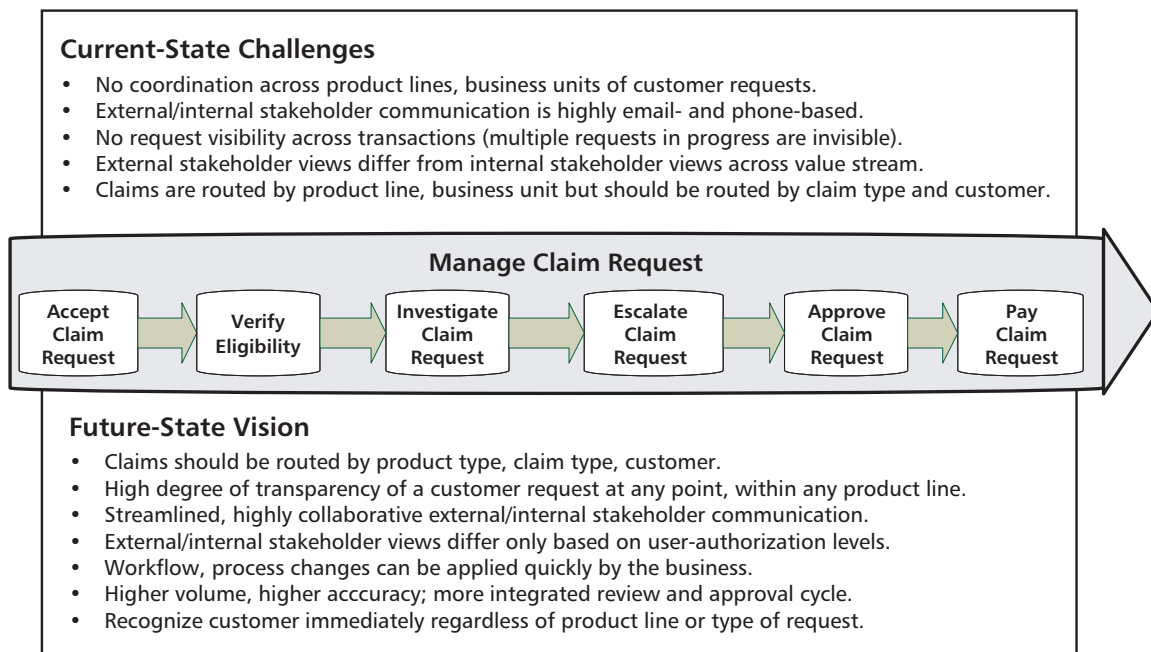 Current-State Challenges
• No coordination across product lines, business units of customer requests.
• External/internal stakeholder communication is highly email- and phone-based.
• No request visibility across transactions (multiple requests in progress are invisible).
• External stakeholder views differ from internal stakeholder views across value stream.
• Claims are routed by product line, business unit but should be routed by claim type and customer.
Manage Claim Request
Accept
Claim
Request
Verify
Eligibility
Investigate
Claim
Request
Escalate
Claim
Request
Approve
Claim
Request
Pay
Claim
Request
Future-State Vision
• Claims should be routed by product type, claim type, customer.
• High degree of transparency of a customer request at any point, within any product line.
• Streamlined, highly collaborative external/internal stakeholder communication.
• External/internal stakeholder views differ only based on user-authorization levels.
• Workflow, process changes can be applied quickly by the business.
• Higher volume, higher acccuracy; more integrated review and approval cycle.
• Recognize customer immediately regardless of product line or type of request.